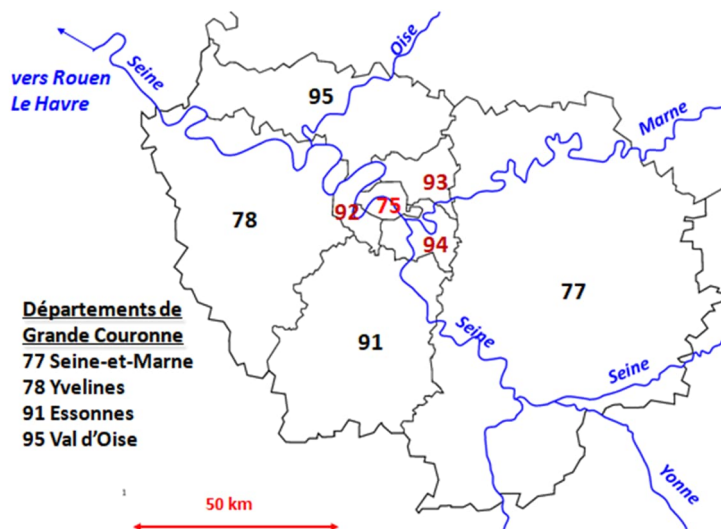 Oise
Seine
vers Rouen
Le Havre
95
Marne
93
92
75
78
94
77
Départements de
Grande Couronne
77 Seine-et-Marne
78 Yvelines
91 Essonnes
95 Val d'Oise
91
Seine
Seine
Yonne
1
50 km